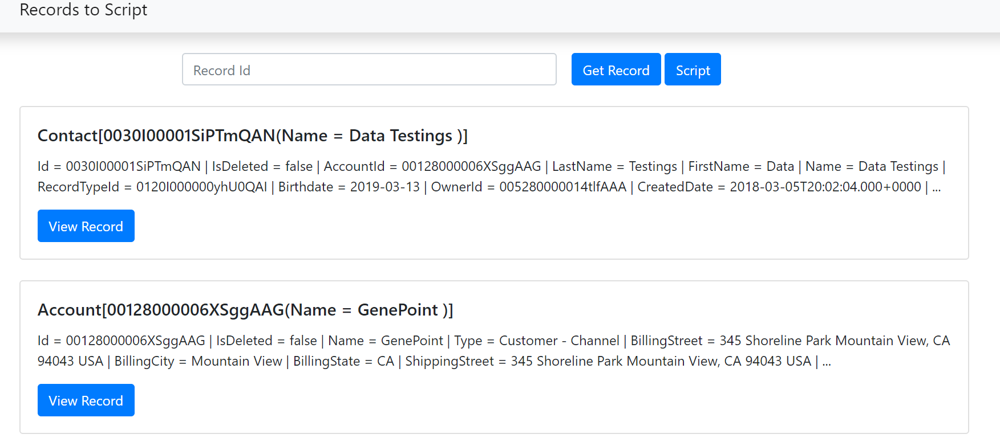 Records to Script
Record Id
Get Record
Script
Contact[0030I00001SiPTmQAN(Name = Data Testings )]
Id = 0030I00001SiPTmQAN | IsDeleted = false | AccountId = 00128000006XSggAAG | LastName = Testings | FirstName = Data | Name = Data Testings |
RecordTypeId = 0120I000000yhU0QAI | Birthdate = 2019-03-13 | OwnerId = 005280000014tlfAAA | CreatedDate = 2018-03-05T20:02:04.000+0000 | ...
View Record
Account[00128000006XSggAAG(Name = GenePoint )]
Id = 00128000006XSggAAG | IsDeleted = false | Name = GenePoint | Type = Customer - Channel | BillingStreet = 345 Shoreline Park Mountain View, CA
94043 USA | BillingCity = Mountain View | BillingState = CA | ShippingStreet = 345 Shoreline Park Mountain View, CA 94043 USA | ...
View Record